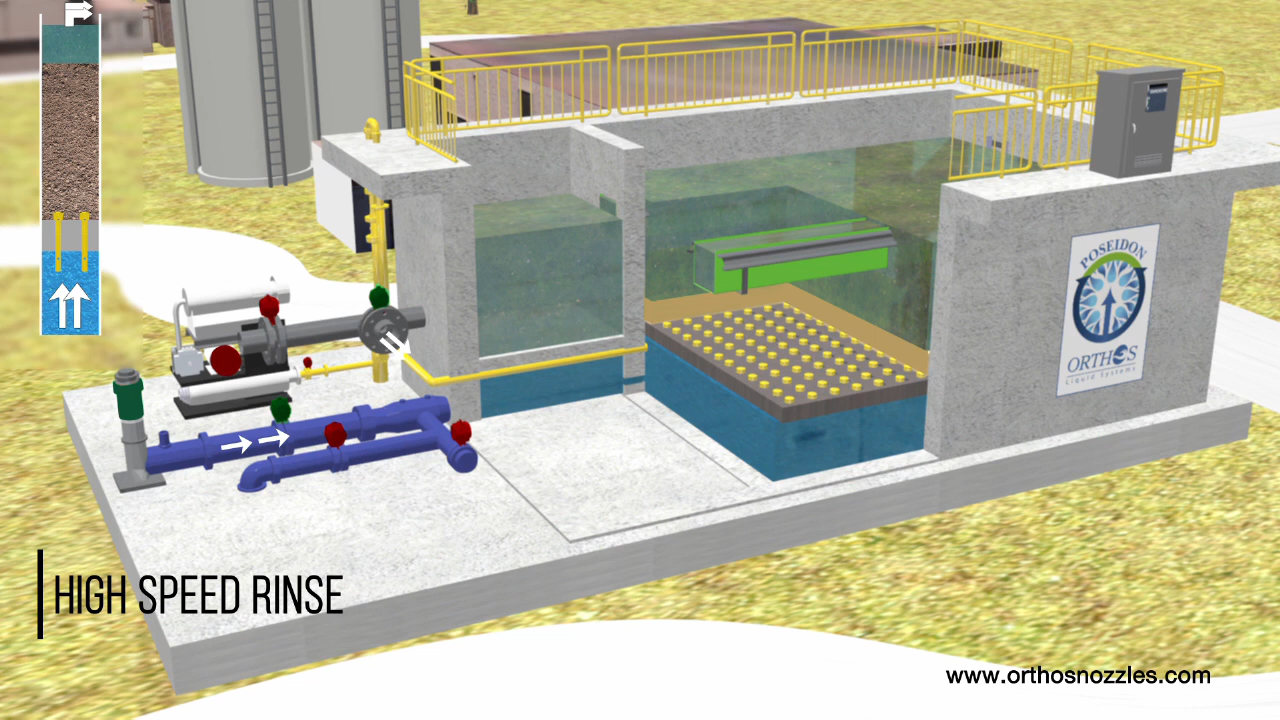 POSEIDON
ORTHOS
Liquid Systems
HIGH SPEED RINSE
www.orthosnozzles.com